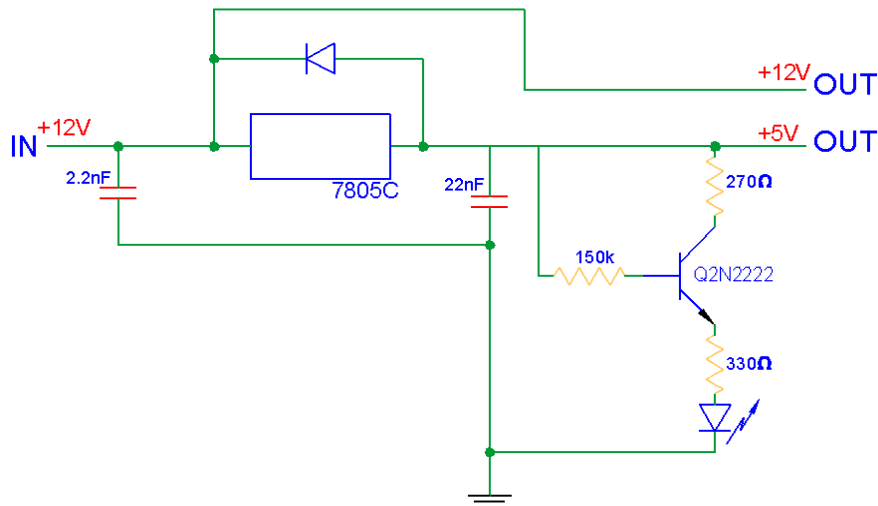 +12V
OUT
IN
+12V
+5V
OUT
2.2nF
7805C
22nF
270Ω
150k
Q2N2222
330Ω